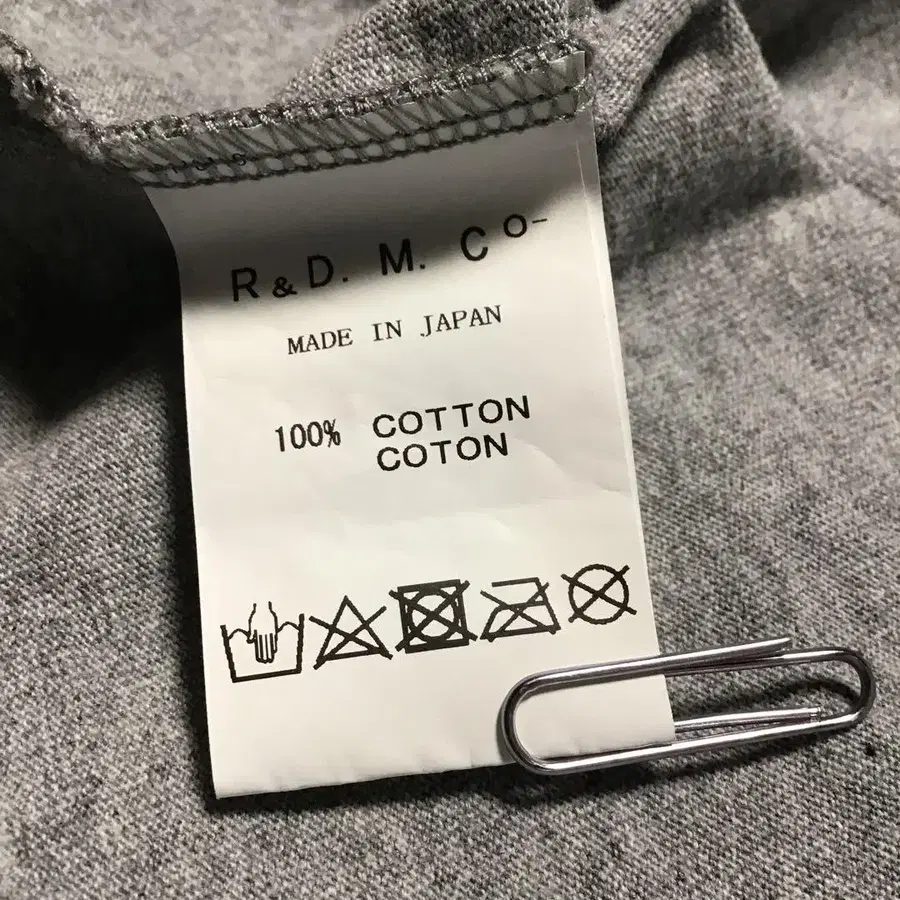 R&D. M. Co-
MADE IN JAPAN
100% COTTON
COTON